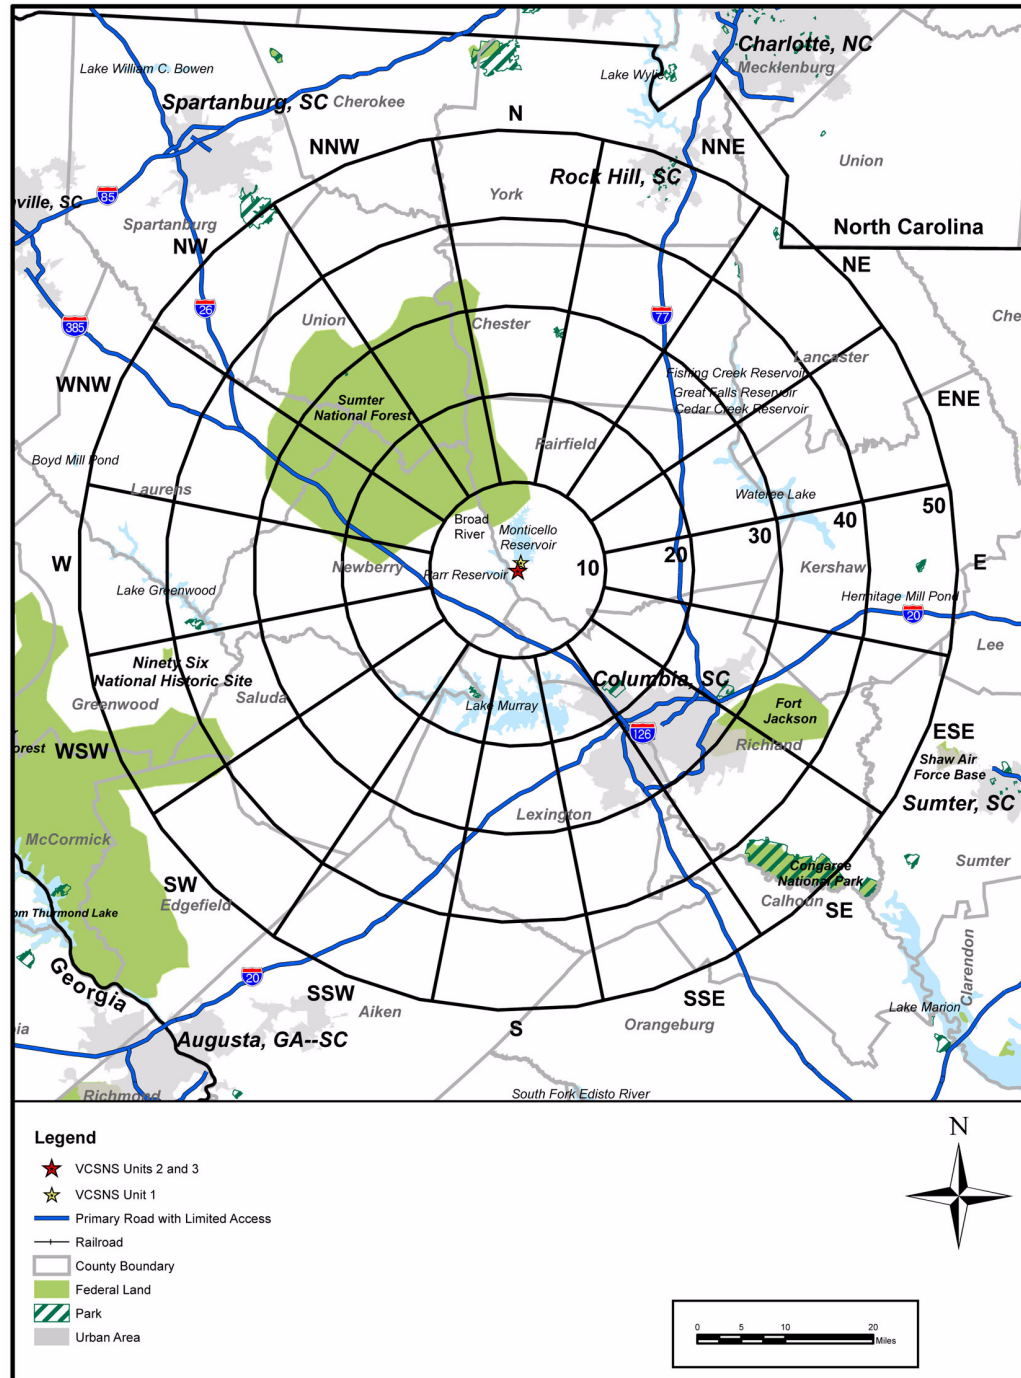 Charlotte, NC
Mecklenburg
Lake William C. Bowen
Lake Wylie
Spartanburg, SC
Cherokee
N
NNW
NNE
Union
Rock Hill, SC
York
85
ville, SC
Spartanburg
North Carolina
NW
NE
26
Union
77
Chester
Che
385
Lancaster
Fishing Creek Reservoir
WNW
Great Falls Reservoir
ENE
Sumter
National Forest
Cedar Creek Reservoir
Fairfield
Boyd Mill Pond
Laurens
Wateree Lake
50
40
Broad
River
Monticello
Reservoir
30
20
W
Newberry
Parr Reservoir
10
Kershaw
E
Lake Greenwood
Hermitage Mill Pond
20
Lee
Ninety Six
National Historic Site
Columbia, SC
Greenwood
Saluda
Lake Murray
Fort
Jackson
126
WSW
orest
Richland
ESE
Shaw Air
Force Base
Sumter, SC
Lexington
McCormick
Congaree
National Park
Sumter
SW
Edgefield
Calhoun
SE
om Thurmond Lake
Georgia
20
Clarendon
SSW
SSE
Aiken
Lake Marion
bia
Orangeburg
S
Augusta, GA--SC
Richmond
South Fork Edisto River
Legend
VCSNS Units 2 and 3
VCSNS Unit 1
Primary Road with Limited Access
Railroad
County Boundary
Federal Land
Park
Urban Area
N
0 5 10 20
Miles